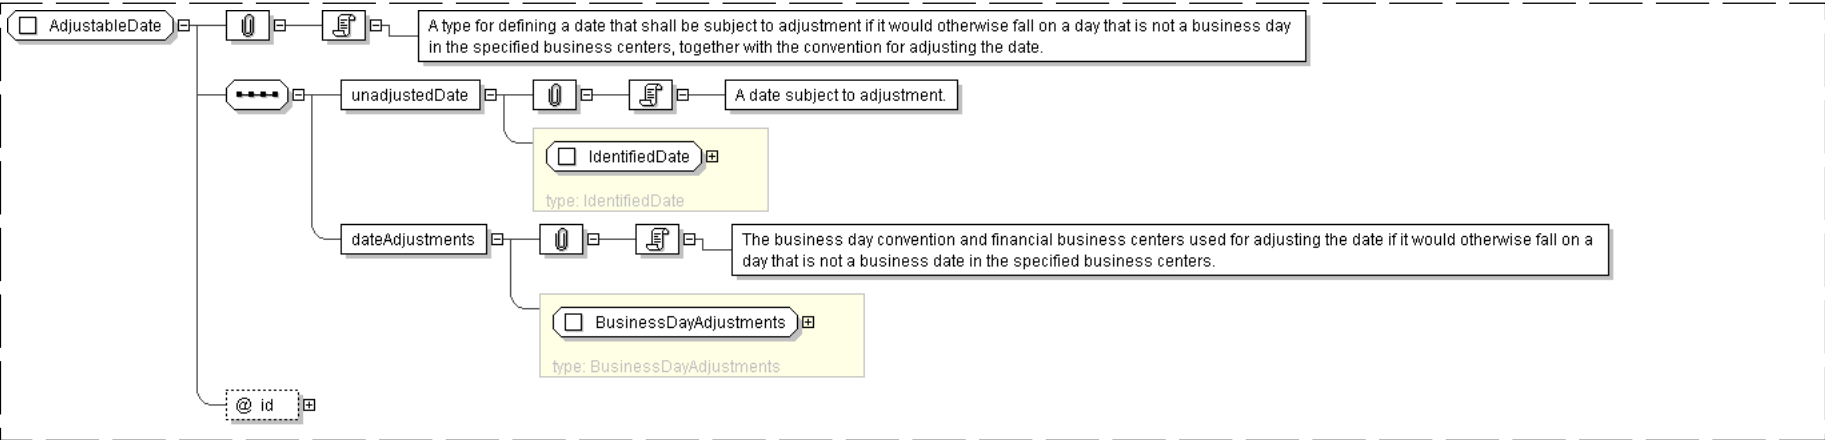 AdjustableDate
A type for defining a date that shall be subject to adjustment if it would otherwise fall on a day that is not a business day
in the specified business centers, together with the convention for adjusting the date.
unadjustedDate
A date subject to adjustment.
IdentifiedDate
type: IdentifiedDate
dateAdjustments
The business day convention and financial business centers used for adjusting the date if it would otherwise fall on a
day that is not a business date in the specified business centers.
BusinessDayAdjustments
type: BusinessDayAdjustments
@ id